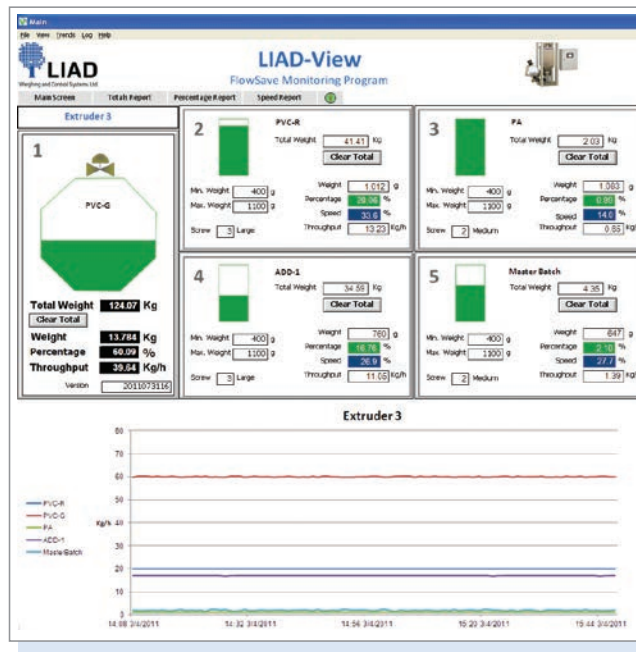 Main
File View Trends Log Help
LIAD
Weighing and Control Systems Ltd.
LIAD-View
FlowSave Monitoring Program
Main Screen Totals Report Percentage Report Speed Report
Extruder 3
1
PVC-G
Total Weight 124.07 Kg
Clear Total
Weight 13.784 Kg
Percentage 60.09 %
Throughput 39.64 Kg/h
Version 2011073116
2
PVC-R
Total Weight 41.41 Kg
Clear Total
Min. Weight 400 g
Max. Weight 1100 g
Screw 3 Large
Weight 1.012 g
Percentage %
Speed 33.6 %
Throughput 13.23 Kg/h
3
PA
Total Weight 2.03 Kg
Clear Total
Min. Weight 400 g
Max. Weight 1100 g
Screw 2 Medium
Weight g
Percentage %
Speed 14.0 %
Throughput Kg/h
4
ADD-1
Total Weight 34.59 Kg
Clear Total
Min. Weight 400 g
Max. Weight 1100 g
Screw 3 Large
Weight 760 g
Percentage 16.76 %
Speed 26.9 %
Throughput 11.05 Kg/h
5
Master Batch
Total Weight 4.35 Kg
Clear Total
Min. Weight 400 g
Max. Weight 1100 g
Screw 2 Medium
Weight 647 g
Percentage 2.10 %
Speed 27.7 %
Throughput 1.39 Kg/
Extruder 3
80
70
60
50
Kg/h 40
30
20
10
0
PVC-R
PVC-G
PA
ADD-1
MasterBatch
14:08 3/4/2011 14:32 3/4/2011 14:56 3/4/2011 15:20 3/4/2011 15:44 3/4/2011